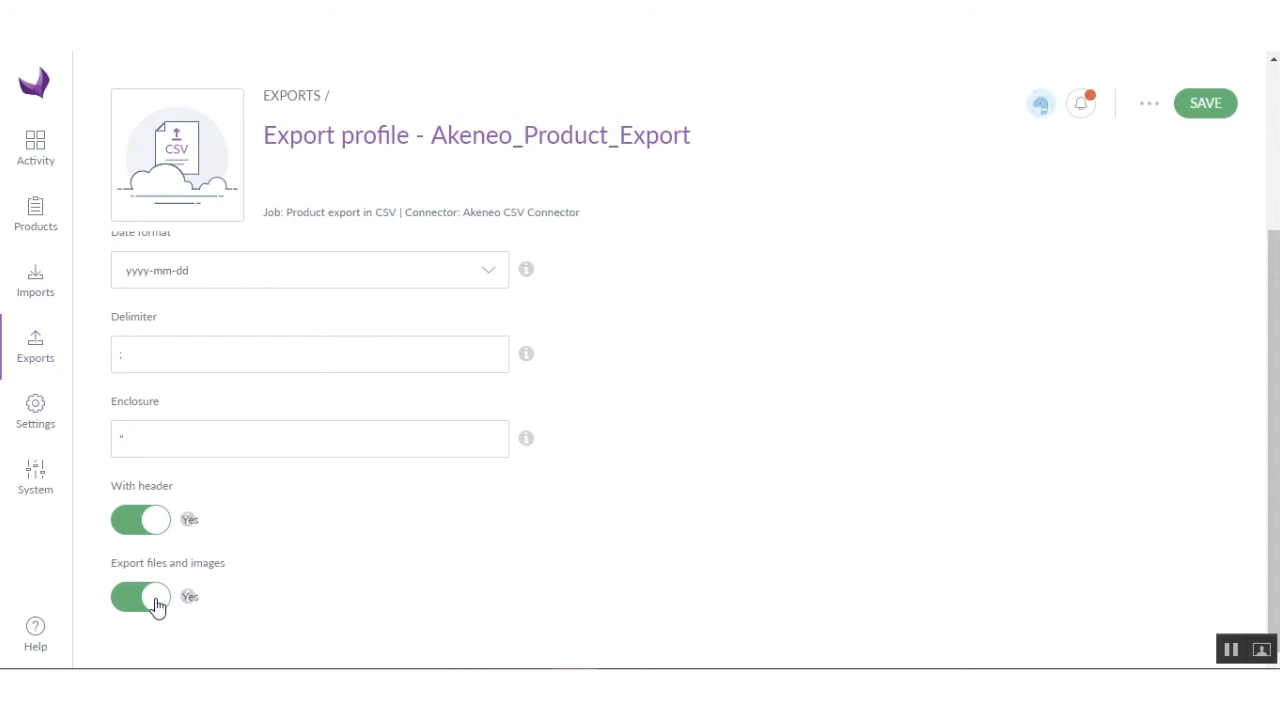 EXPORTS /
CSV
Export profile - Akeneo_Product_Export
SAVE
Job: Product export in CSV | Connector: Akeneo CSV Connector
Activity
Products
Imports
Exports
Settings
System
Help
Date format
yyyy-mm-dd
Delimiter
;
Enclosure
"
With header
Yes
Export files and images
Yes